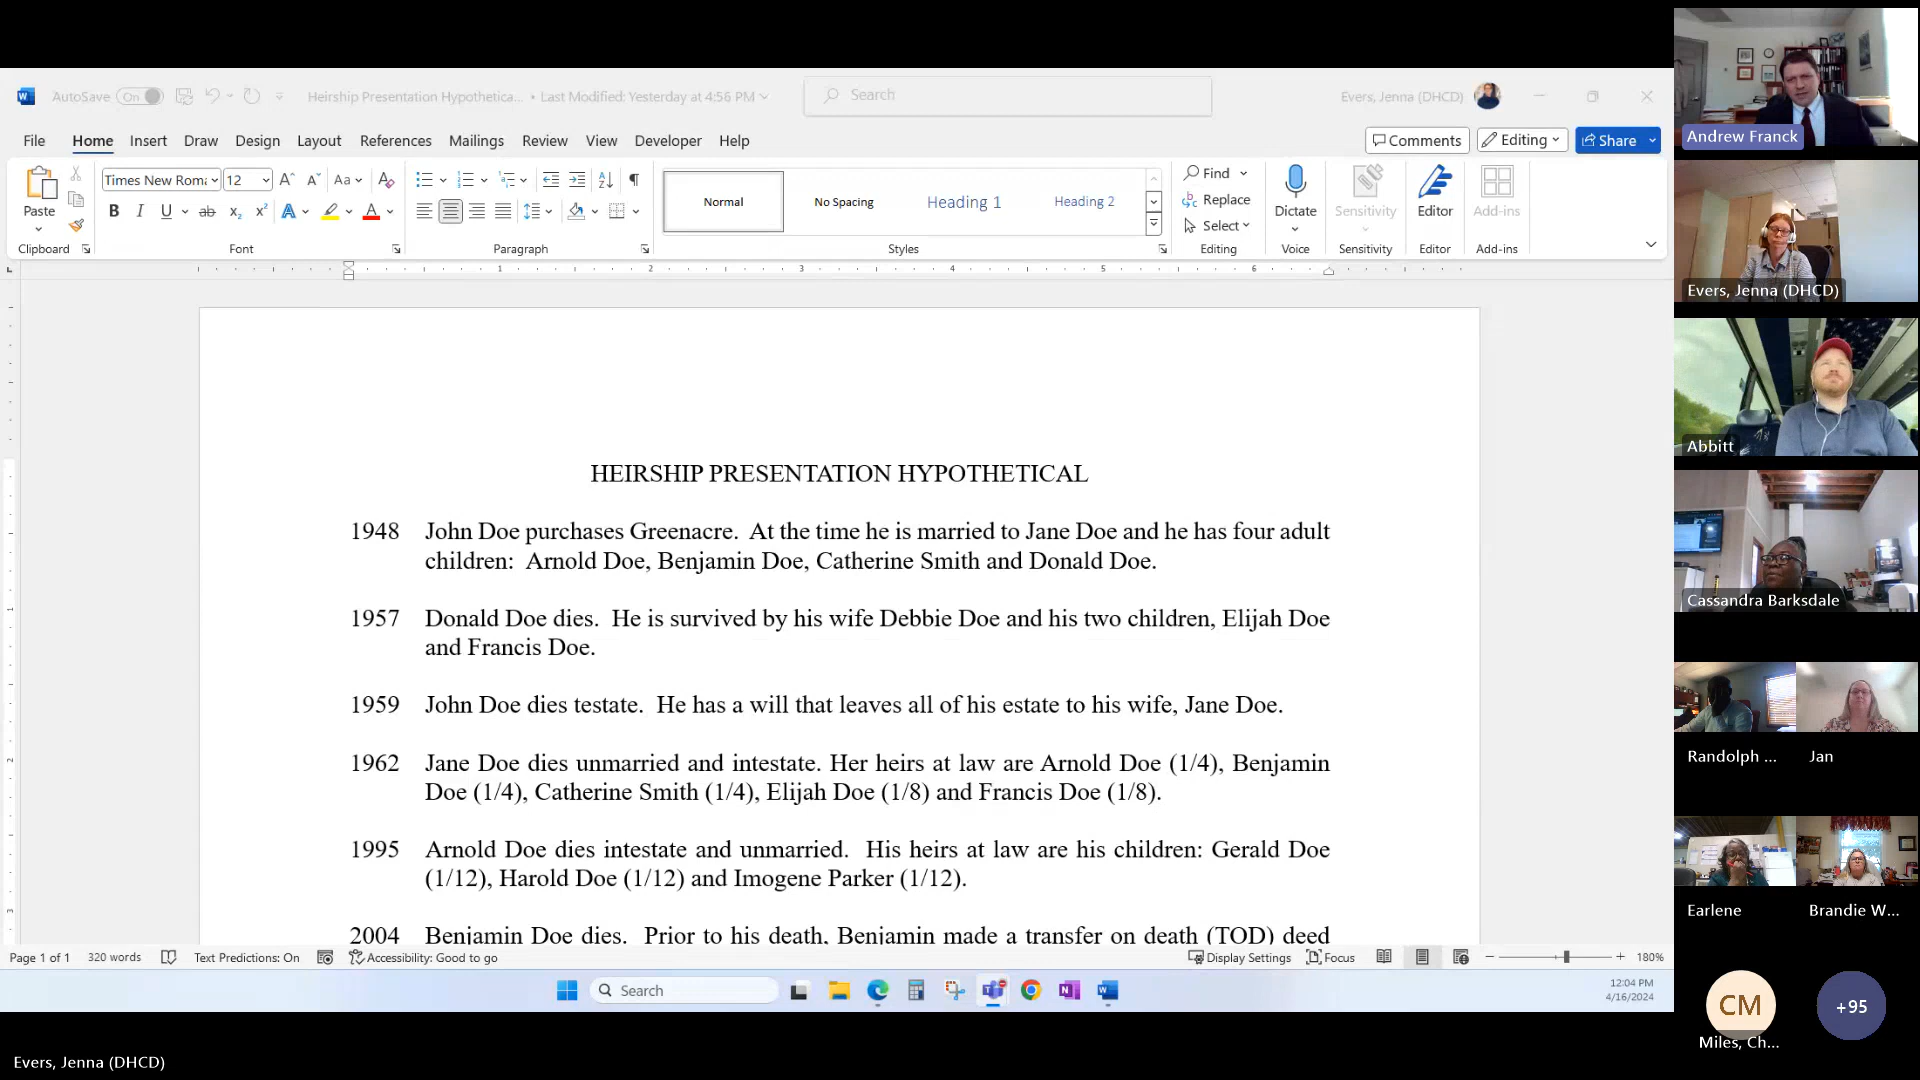 AutoSave On
Heirship Presentation Hypothetica... • Last Modified: Yesterday at 4:56 PM
Search
Evers, Jenna (DHCD)
File Home Insert Draw Design Layout References Mailings Review View Developer Help
Comments Editing Share
Paste
Clipboard
Times New Roma 12
Aa
B I U ab x₂ x² A A
Font
Paragraph
Normal
No Spacing
Heading 1
Heading 2
Styles
Find
Replace
Select
Editing
Dictate
Voice
Sensitivity
Sensitivity
Editor
Editor
Add-ins
Add-ins
1 2 3 4 5 6
HEIRSHIP PRESENTATION HYPOTHETICAL
1948 John Doe purchases Greenacre. At the time he is married to Jane Doe and he has four adult
children: Arnold Doe, Benjamin Doe, Catherine Smith and Donald Doe.
1957 Donald Doe dies. He is survived by his wife Debbie Doe and his two children, Elijah Doe
and Francis Doe.
1959 John Doe dies testate. He has a will that leaves all of his estate to his wife, Jane Doe.
1962 Jane Doe dies unmarried and intestate. Her heirs at law are Arnold Doe (1/4), Benjamin
Doe (1/4), Catherine Smith (1/4), Elijah Doe (1/8) and Francis Doe (1/8).
1995 Arnold Doe dies intestate and unmarried. His heirs at law are his children: Gerald Doe
(1/12), Harold Doe (1/12) and Imogene Parker (1/12).
2004 Benjamin Doe dies. Prior to his death, Benjamin made a transfer on death (TOD) deed
Page 1 of 1 320 words Text Predictions: On Accessibility: Good to go
Display Settings Focus 180%
Search
12:04 PM
4/16/2024
Evers, Jenna (DHCD)
Andrew Franck
Evers, Jenna (DHCD)
Abbitt
Cassandra Barksdale
Randolph ...
Jan
Earlene
Brandie W...
CM
Miles, Ch...
+95